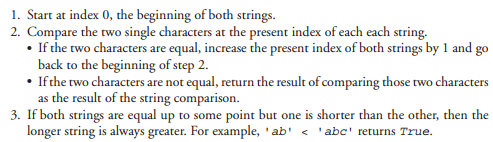 1. Start at index 0, the beginning of both strings.
2. Compare the two single characters at the present index of each each string.
• If the two characters are equal, increase the present index of both strings by 1 and go
back to the beginning of step 2.
• If the two characters are not equal, return the result of comparing those two characters
as the result of the string comparison.
3. If both strings are equal up to some point but one is shorter than the other, then the
longer string is always greater. For example, 'ab' < 'abc' returns True.